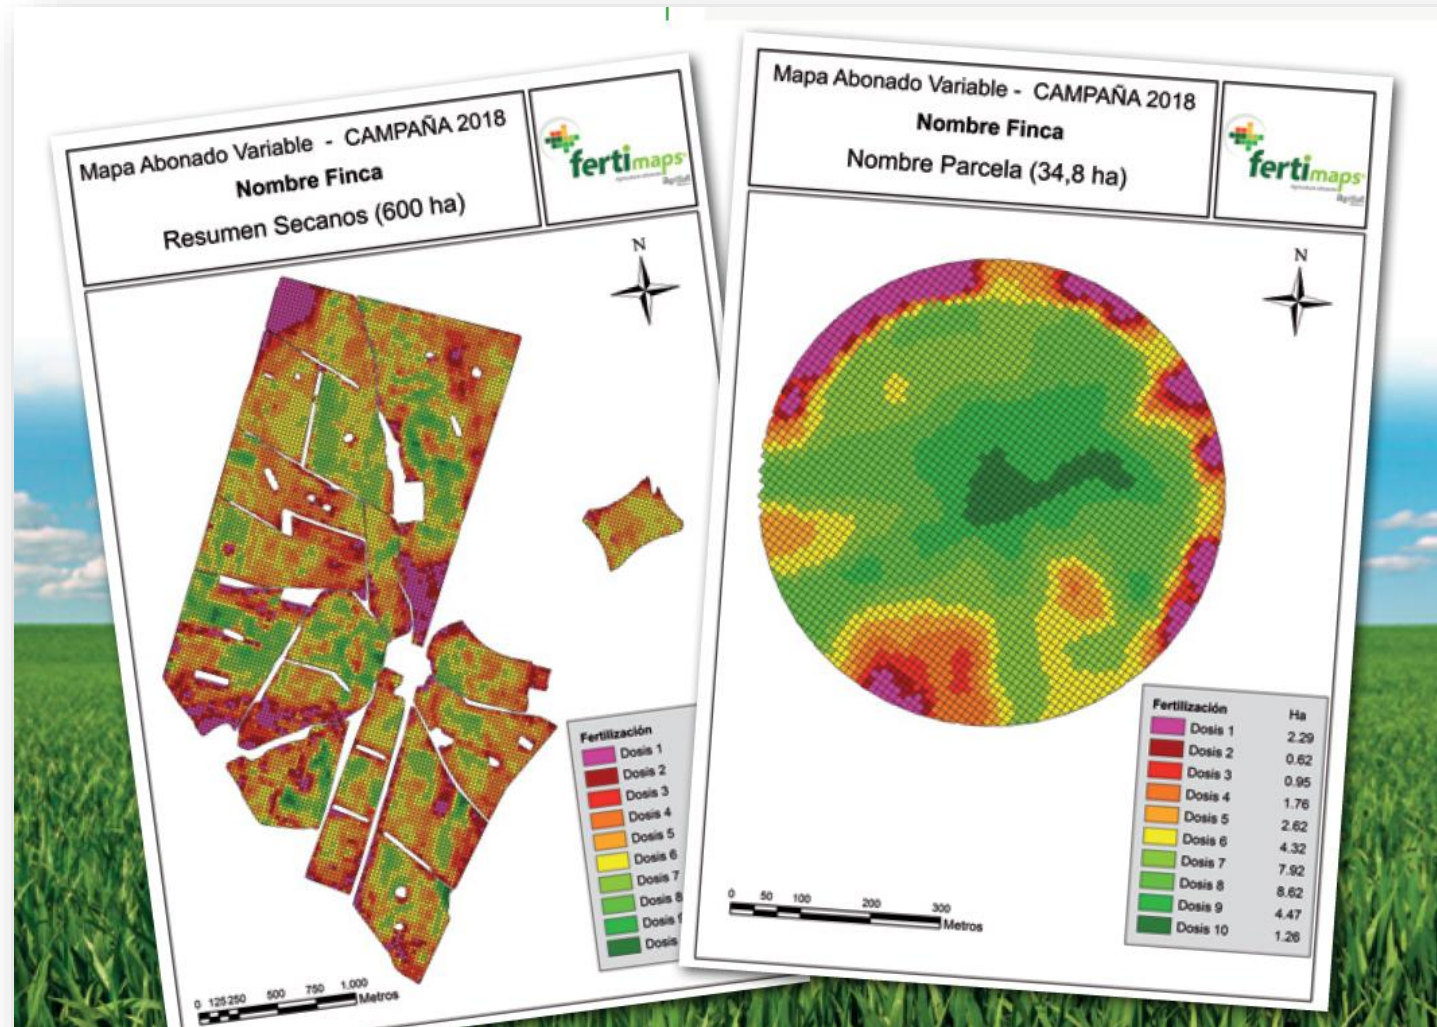 Mapa Abonado Variable - CAMPAÑA 2018
Nombre Finca
Resumen Secanos (600 ha)
fertimaps
N
Fertilización
Dosis 1
Dosis 2
Dosis 3
Dosis 4
Dosis 5
Dosis 6
Dosis 7
Dosis 8
Dosis
Dosis
0 125 250 500 750 1,000
Metros
Mapa Abonado Variable - CAMPAÑA 2018
Nombre Finca
Nombre Parcela (34,8 ha)
fertimaps
N
Fertilización Ha
Dosis 1 2.29
Dosis 2 0.62
Dosis 3 0.95
Dosis 4 1.76
Dosis 5 2.62
Dosis 6 4.32
Dosis 7 7.92
Dosis 8 8.62
Dosis 9 4.47
Dosis 10 1.26
0 50 100 200 300
Metros